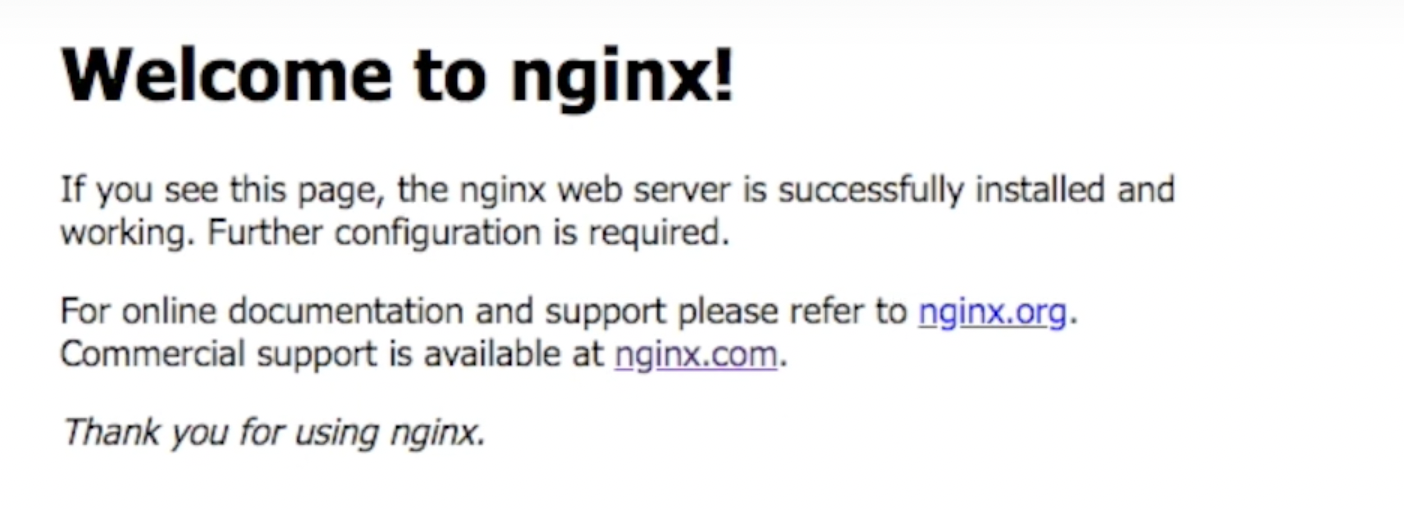 Welcome to nginx!
If you see this page, the nginx web server is successfully installed and
working. Further configuration is required.
For online documentation and support please refer to nginx.org.
Commercial support is available at nginx.com.
Thank you for using nginx.